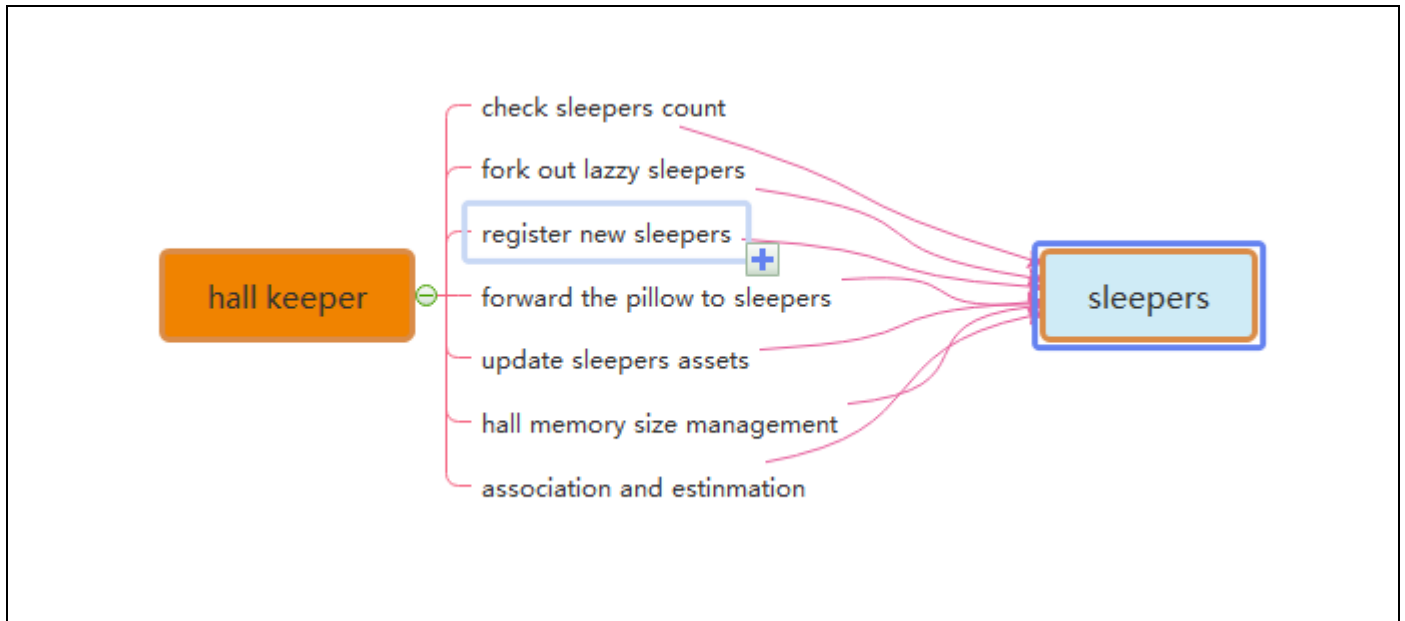 check sleepers count
fork out lazzy sleepers
register new sleepers
hall keeper
forward the pillow to sleepers
sleepers
update sleepers assets
hall memory size management
association and estinmation